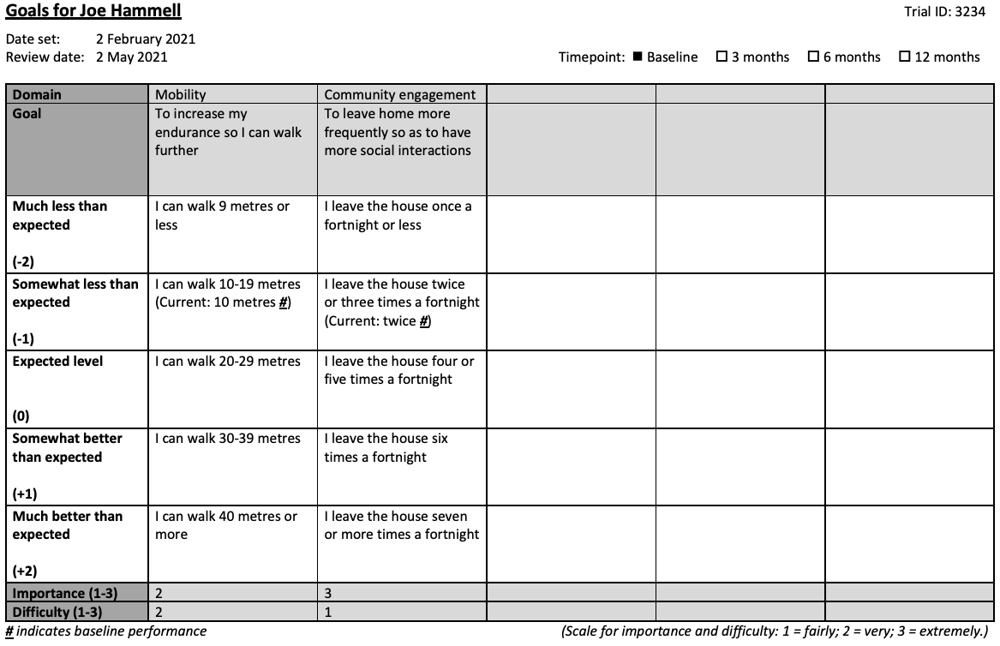 Goals for Joe Hammell
Trial ID: 3234
Date set: 2 February 2021
Review date: 2 May 2021
Timepoint: ■ Baseline ☐ 3 months ☐ 6 months ☐ 12 months
Domain
Mobility
Community engagement
Goal
To increase my
endurance so I can walk
further
To leave home more
frequently so as to have
more social interactions
Much less than
expected
(-2)
I can walk 9 metres or
less
I leave the house once a
fortnight or less
Somewhat less than
expected
(-1)
I can walk 10-19 metres
(Current: 10 metres #)
I leave the house twice
or three times a fortnight
(Current: twice #)
Expected level
(0)
I can walk 20-29 metres
I leave the house four or
five times a fortnight
Somewhat better
than expected
(+1)
I can walk 30-39 metres
I leave the house six
times a fortnight
Much better than
expected
(+2)
I can walk 40 metres or
more
I leave the house seven
or more times a fortnight
Importance (1-3)
2
3
Difficulty (1-3)
2
1
# indicates baseline performance
(Scale for importance and difficulty: 1 = fairly; 2 = very; 3 = extremely.)